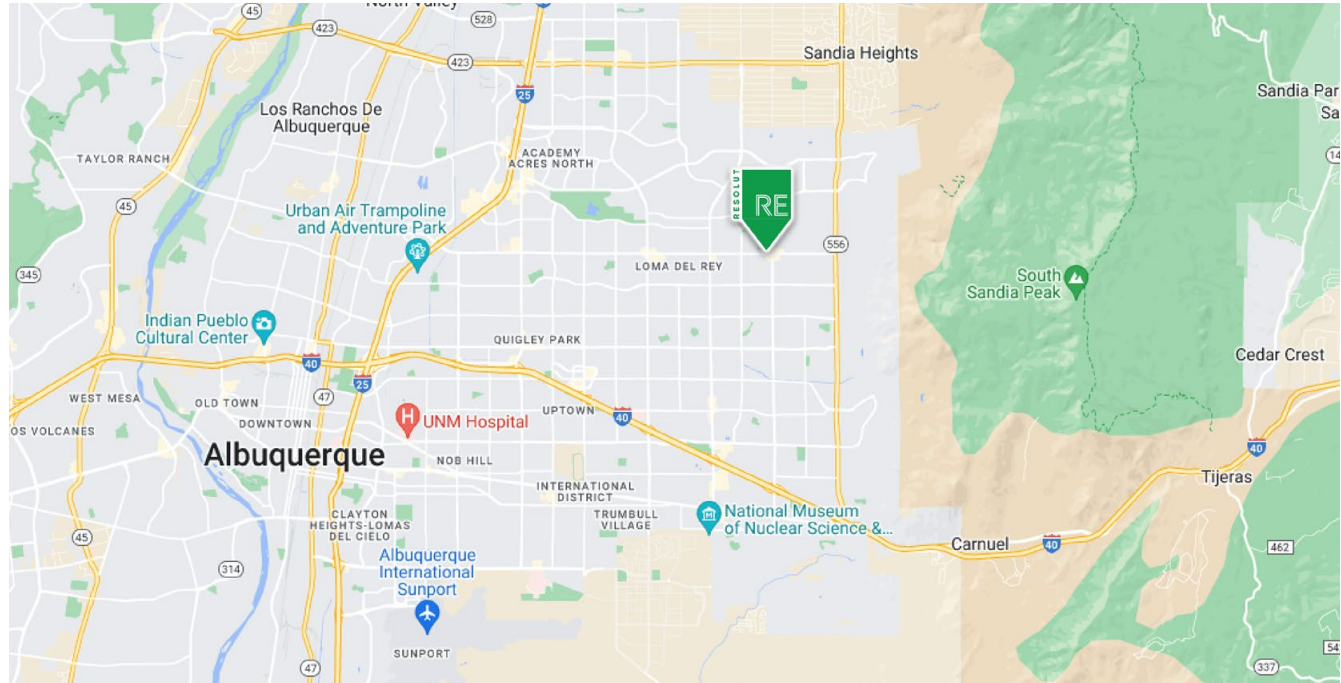 North Valley
45
528
423
423
Sandia Heights
25
Sandia Par
Sa
Los Ranchos De
Albuquerque
TAYLOR RANCH
ACADEMY
ACRES NORTH
14
RESOLUT
RE
45
Urban Air Trampoline
and Adventure Park
556
345
LOMA DEL REY
South
Sandia Peak
Indian Pueblo
Cultural Center
QUIGLEY PARK
Cedar Crest
40
25
47
WEST MESA
OLD TOWN
UPTOWN
40
OS VOLCANES
DOWNTOWN
UNM Hospital
H
40
Albuquerque
NOB HILL
Tijeras
INTERNATIONAL
DISTRICT
CLAYTON
HEIGHTS-LOMAS
DEL CIELO
TRUMBULL
VILLAGE
National Museum
of Nuclear Science &...
45
Carnuel
40
462
Albuquerque
International
Sunport
314
SUNPORT
54
47
337